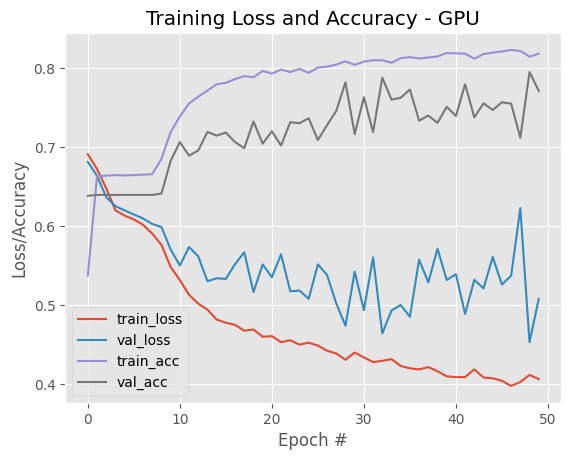 Training Loss and Accuracy - GPU
Loss/Accuracy
0.8
0.7
0.6
0.5
0.4
train_loss
val_loss
train_acc
val_acc
0 10 20 30 40 50
Epoch #